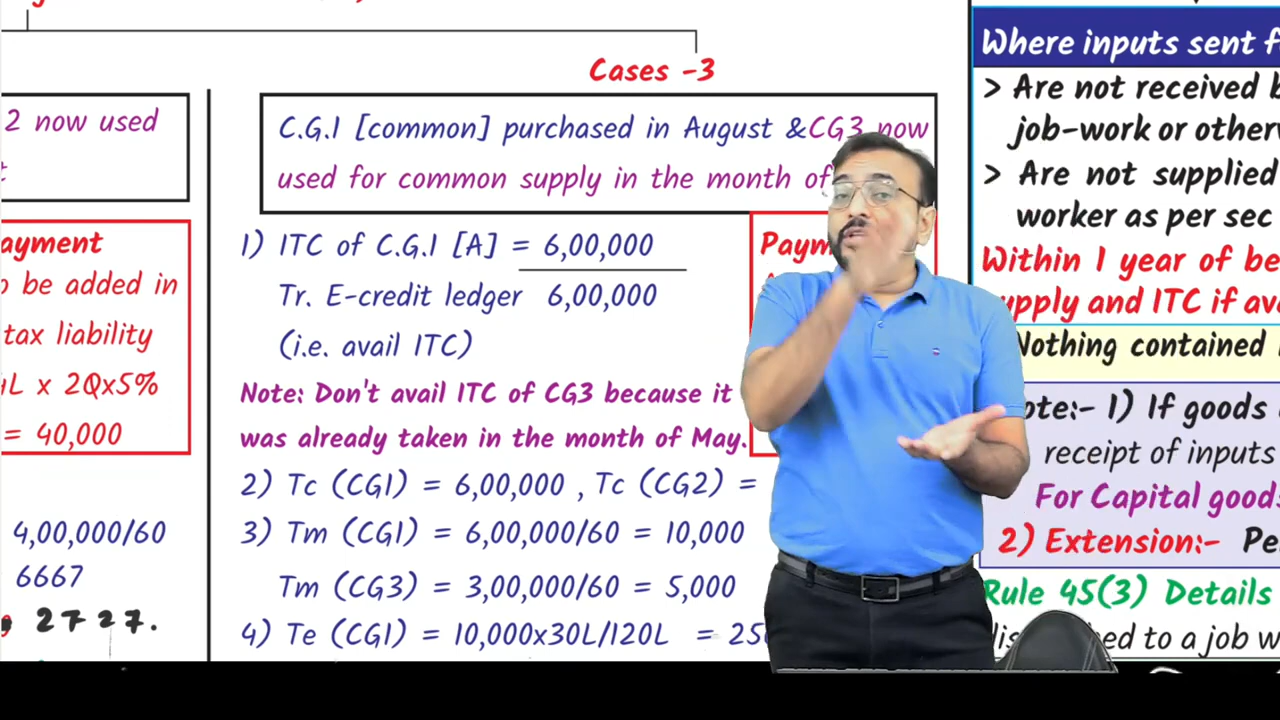 Cases -3
2 now used
C.G.1 [common] purchased in August & CG3 now
used for common supply in the month of
ayment
be added in
tax liability
L x 2Qx5%
= 40,000
4,00,000/60
6667
2727.
1) ITC of C.G.1 [A] = 6,00,000
Tr. E-credit ledger 6,00,000
(i.e. avail ITC)
Note: Don't avail ITC of CG3 because it
was already taken in the month of May.
2) Tc (CG1) = 6,00,000 , Tc (CG2) =
3) Tm (CG1) = 6,00,000/60 = 10,000
Tm (CG3) = 3,00,000/60 = 5,000
4) Te (CG1) = 10,000x30L/120L = 25
Paym
Where inputs sent f
> Are not received b
job-work or otherw
> Are not supplied
worker as per sec
Within 1 year of be
upply and ITC if ava
Nothing contained
ote:- 1) If goods
receipt of inputs
For Capital goods
2) Extension:- Pe
Rule 45(3) Details
to a job w